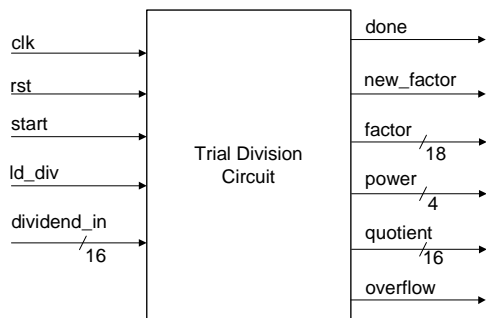 clk
rst
start
ld_div
dividend_in
16
Trial Division
Circuit
done
new_factor
factor
18
power
4
quotient
16
overflow